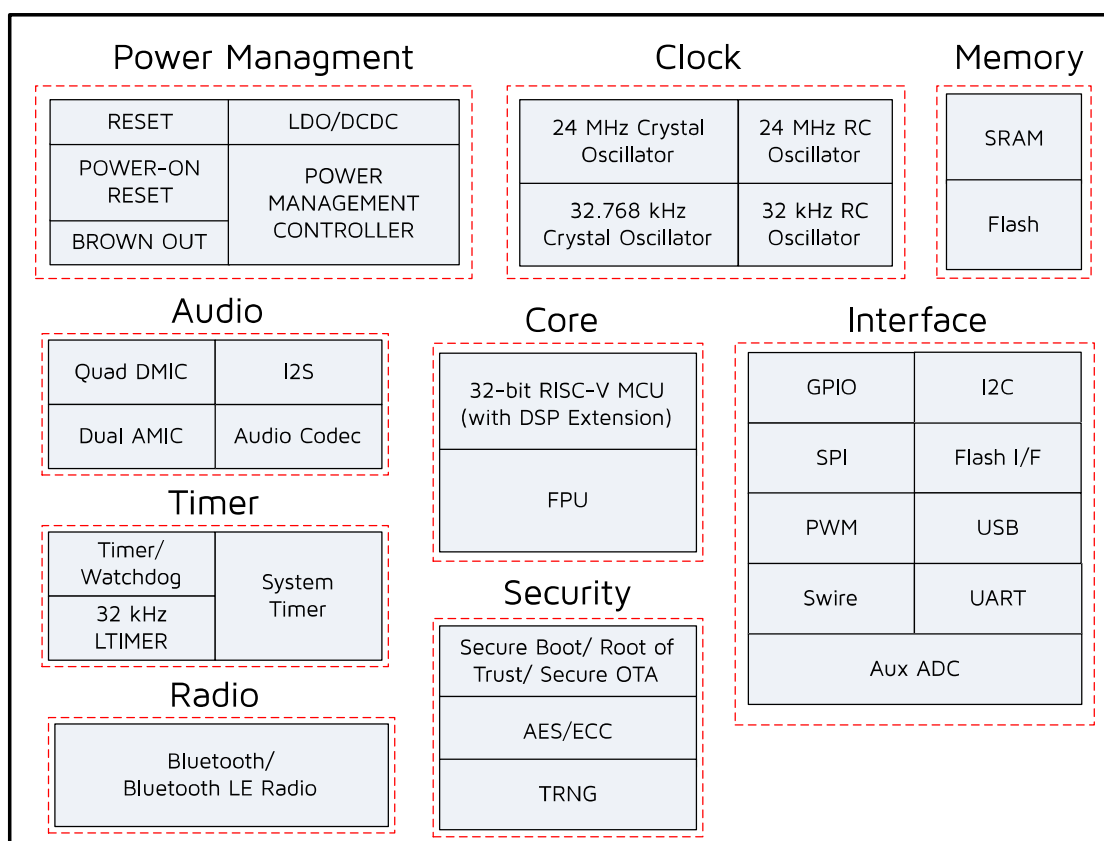 Power Managment
RESET
LDO/DCDC
POWER-ON
RESET
POWER
MANAGEMENT
CONTROLLER
BROWN OUT
Clock
24 MHz Crystal
Oscillator
24 MHz RC
Oscillator
32.768 kHz
Crystal Oscillator
32 kHz RC
Oscillator
Memory
SRAM
Flash
Audio
Quad DMIC
I2S
Dual AMIC
Audio Codec
Core
32-bit RISC-V MCU
(with DSP Extension)
FPU
Interface
GPIO
I2C
SPI
Flash I/F
PWM
USB
Swire
UART
Aux ADC
Timer
Timer/
Watchdog
32 kHz
LTIMER
System
Timer
Security
Secure Boot/ Root of
Trust/ Secure OTA
AES/ECC
TRNG
Radio
Bluetooth/
Bluetooth LE Radio